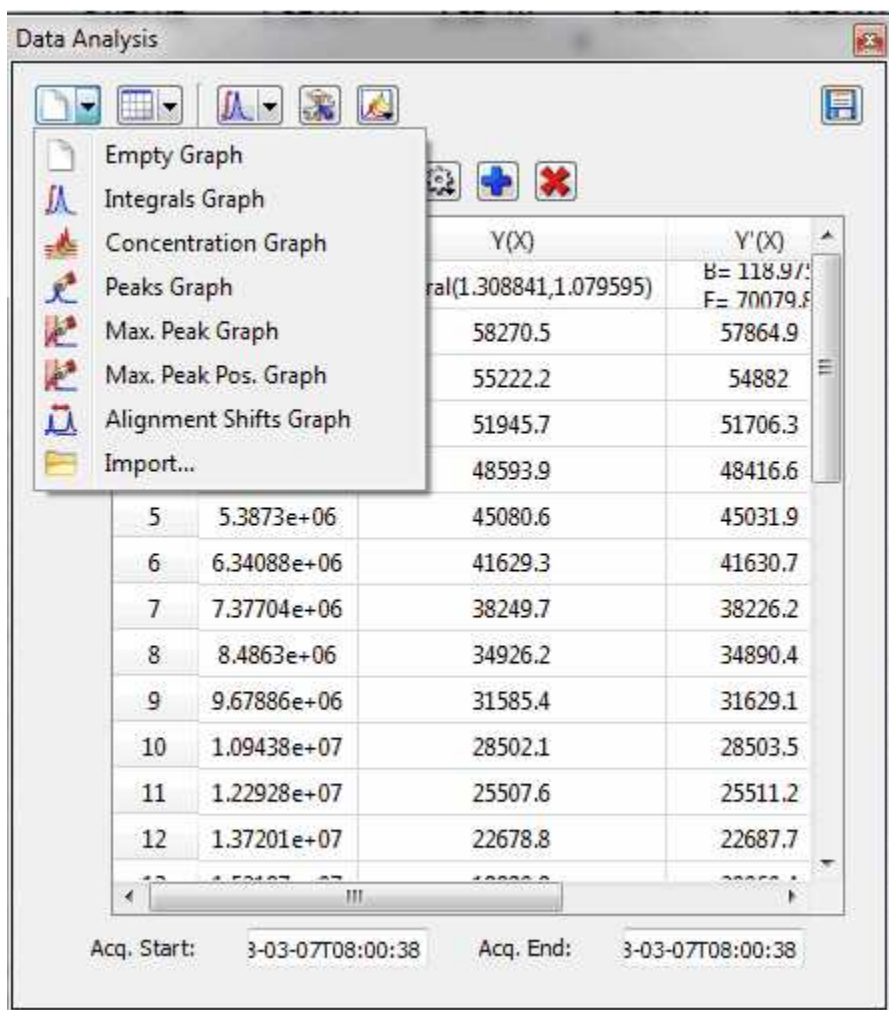 Data Analysis
Empty Graph
Integrals Graph
Concentration Graph
Peaks Graph
Max. Peak Graph
Max. Peak Pos. Graph
Alignment Shifts Graph
Import...
Y(X) Y'(X)
ral(1.308841,1.079595) B= 118.975
F= 70079.8
58270.5 57864.9
55222.2 54882
51945.7 51706.3
48593.9 48416.6
5 5.3873e+06 45080.6 45031.9
6 6.34088e+06 41629.3 41630.7
7 7.37704e+06 38249.7 38226.2
8 8.4863e+06 34926.2 34890.4
9 9.67886e+06 31585.4 31629.1
10 1.09438e+07 28502.1 28503.5
11 1.22928e+07 25507.6 25511.2
12 1.37201e+07 22678.8 22687.7
Acq. Start: 3-03-07T08:00:38 Acq. End: 3-03-07T08:00:38